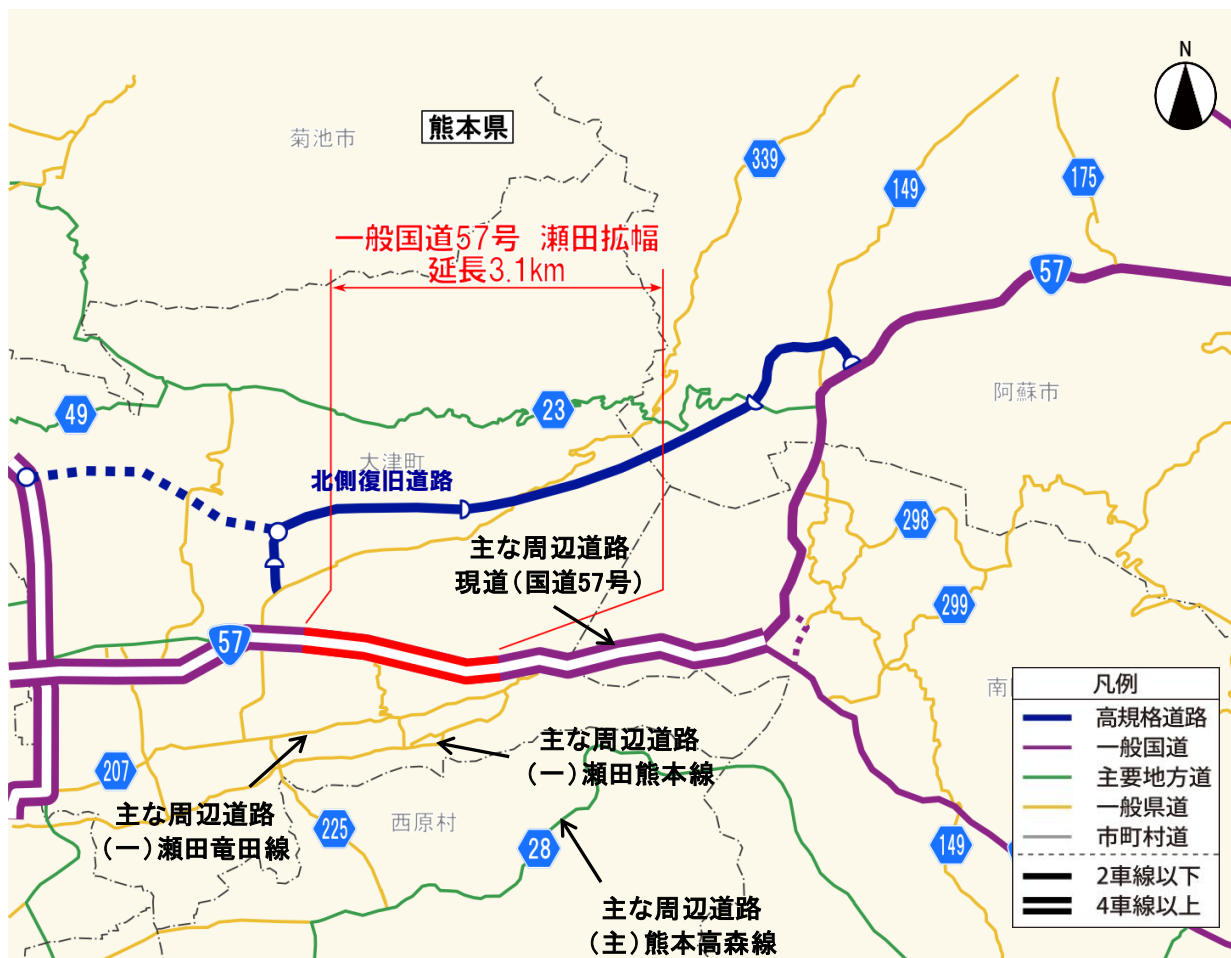 N
菊池市
熊本県
339
149
175
一般国道57号 瀬田拡幅
延長3.1km
57
阿蘇市
49
23
大津町
北側復旧道路
298
主な周辺道路
現道(国道57号)
299
57
南
凡例
高規格道路
一般国道
主要地方道
一般県道
市町村道
2車線以下
4車線以上
主な周辺道路
(一)瀬田熊本線
207
主な周辺道路
(一)瀬田竜田線
225
西原村
28
149
主な周辺道路
(主)熊本高森線